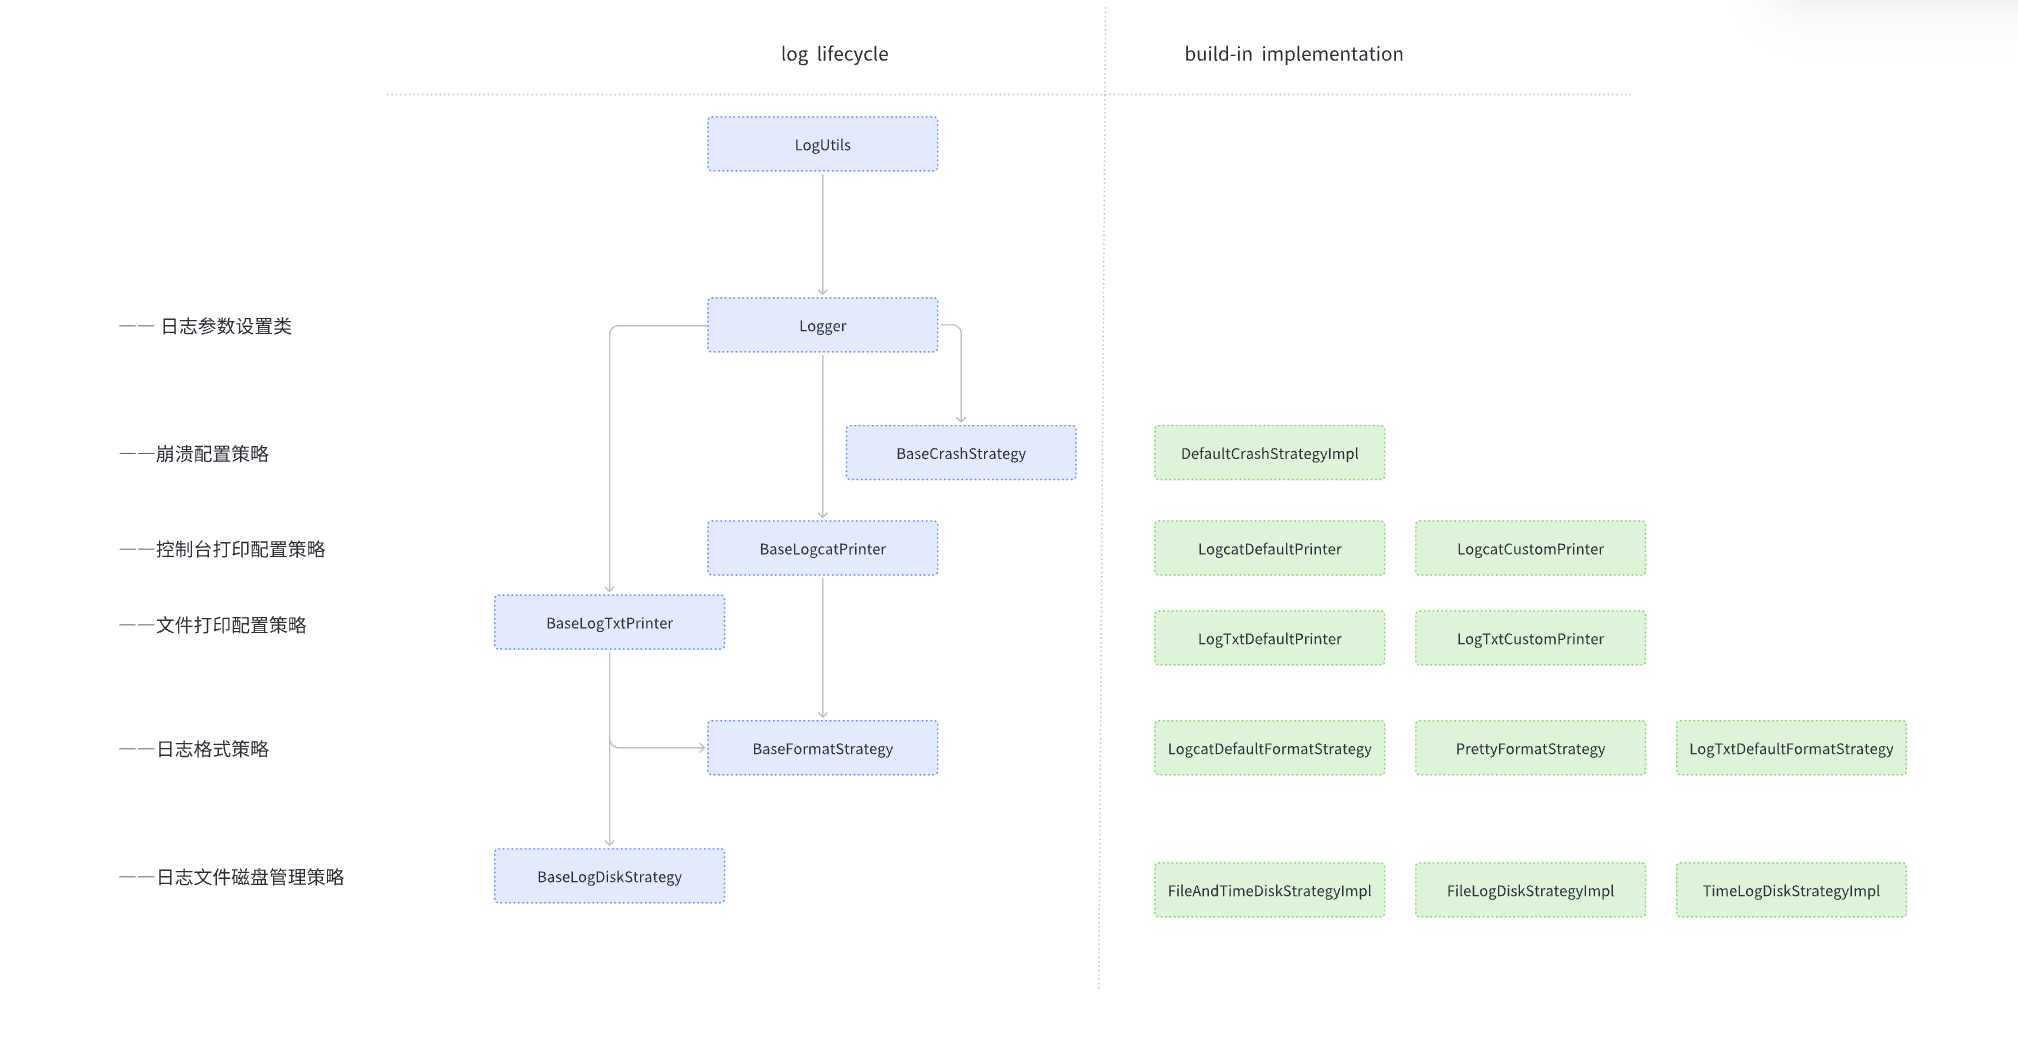 log lifecycle
build-in implementation
LogUtils
—— 日志参数设置类
Logger
——崩溃配置策略
BaseCrashStrategy
DefaultCrashStrategyImpl
——控制台打印配置策略
BaseLogcatPrinter
LogcatDefaultPrinter
LogcatCustomPrinter
——文件打印配置策略
BaseLogTxtPrinter
LogTxtDefaultPrinter
LogTxtCustomPrinter
——日志格式策略
BaseFormatStrategy
LogcatDefaultFormatStrategy
PrettyFormatStrategy
LogTxtDefaultFormatStrategy
——日志文件磁盘管理策略
BaseLogDiskStrategy
FileAndTimeDiskStrategyImpl
FileLogDiskStrategyImpl
TimeLogDiskStrategyImpl